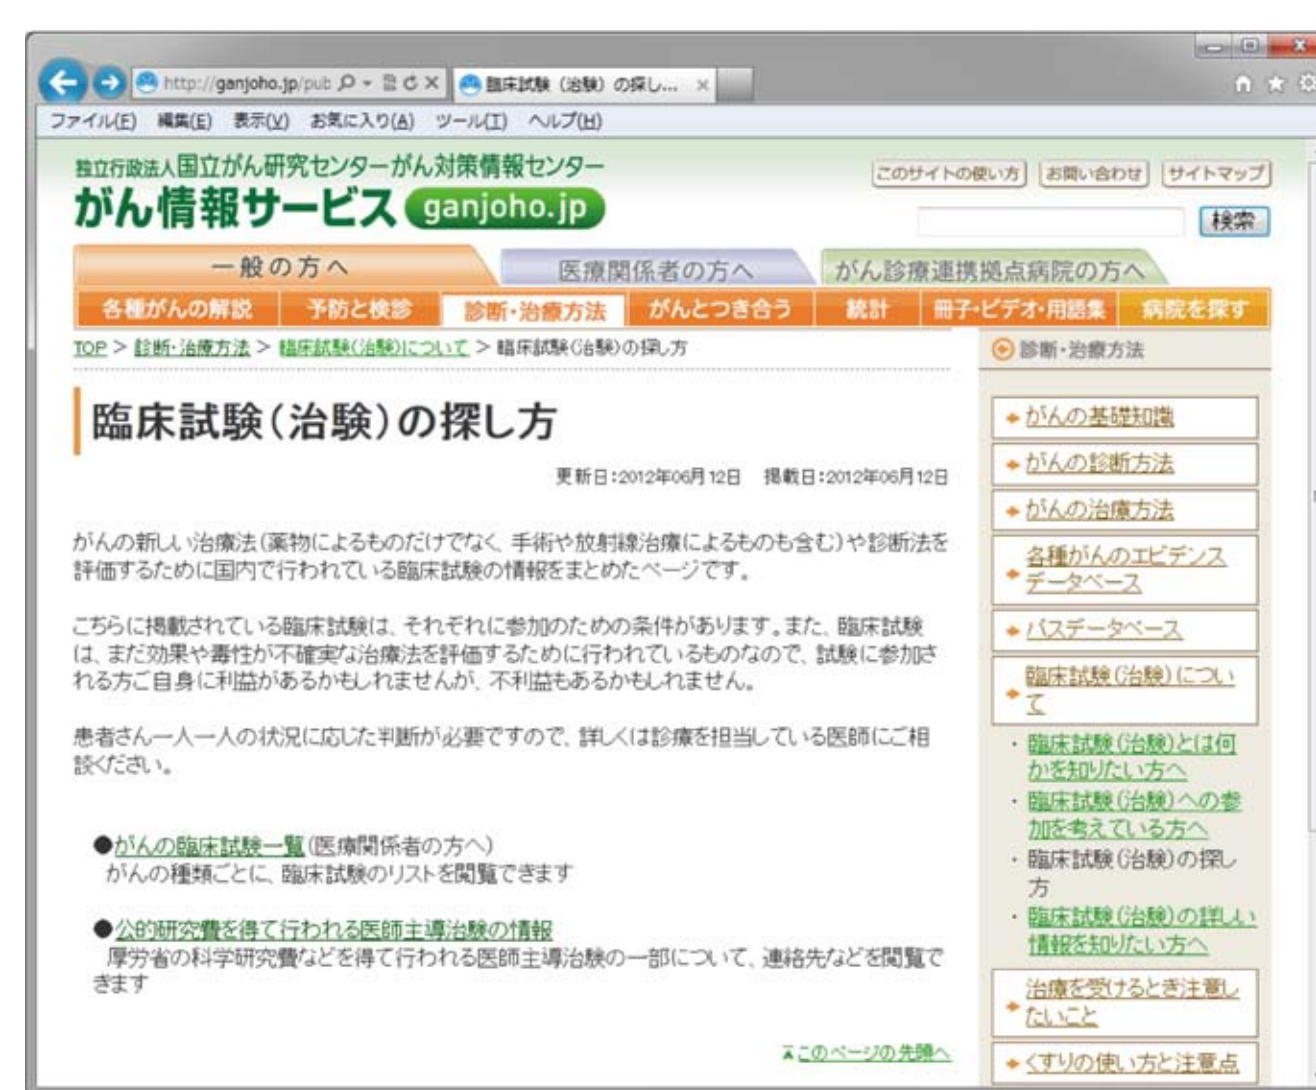 http://ganjoho.jp/pub
臨床試験（治験）の探し...
ファイル(F) 編集(E) 表示(V) お気に入り(A) ツール(T) ヘルプ(H)
独立行政法人国立がん研究センターがん対策情報センター
がん情報サービス ganjoho.jp
このサイトの使い方 お問い合わせ サイトマップ
検索
一般の方へ 医療関係者の方へ がん診療連携拠点病院の方へ
各種がんの解説 予防と検診 診断・治療方法 がんとつき合う 統計 冊子・ビデオ・用語集 病院を探す
TOP > 診断・治療方法 > 臨床試験(治験)について > 臨床試験(治験)の探し方
臨床試験(治験)の探し方
更新日:2012年06月12日 掲載日:2012年06月12日
がんの新しい治療法(薬物によるものだけでなく、手術や放射線治療によるものも含む)や診断法を
評価するために国内で行われている臨床試験の情報をまとめたページです。
こちらに掲載されている臨床試験は、それぞれに参加のための条件があります。また、臨床試験
は、まだ効果や毒性が不確実な治療法を評価するために行われているものなので、試験に参加さ
れる方ご自身に利益があるかもしれませんが、不利益もあるかもしれません。
患者さん一人一人の状況に応じた判断が必要ですので、詳しくは診療を担当している医師にご相
談ください。
●がんの臨床試験一覧(医療関係者の方へ)
がんの種類ごとに、臨床試験のリストを閲覧できます
●公的研究費を得て行われる医師主導治験の情報
厚労省の科学研究費などを得て行われる医師主導治験の一部について、連絡先などを閲覧で
きます
このページの先頭へ
診断・治療方法
がんの基礎知識
がんの診断方法
がんの治療方法
各種がんのエビデンス
データベース
パスデータベース
臨床試験(治験)につい
て
・臨床試験(治験)とは何
かを知りたい方へ
・臨床試験(治験)への参
加を考えている方へ
・臨床試験(治験)の探し
方
・臨床試験(治験)の詳しい
情報を知りたい方へ
治療を受けるとき注意し
たいこと
くすりの使い方と注意点